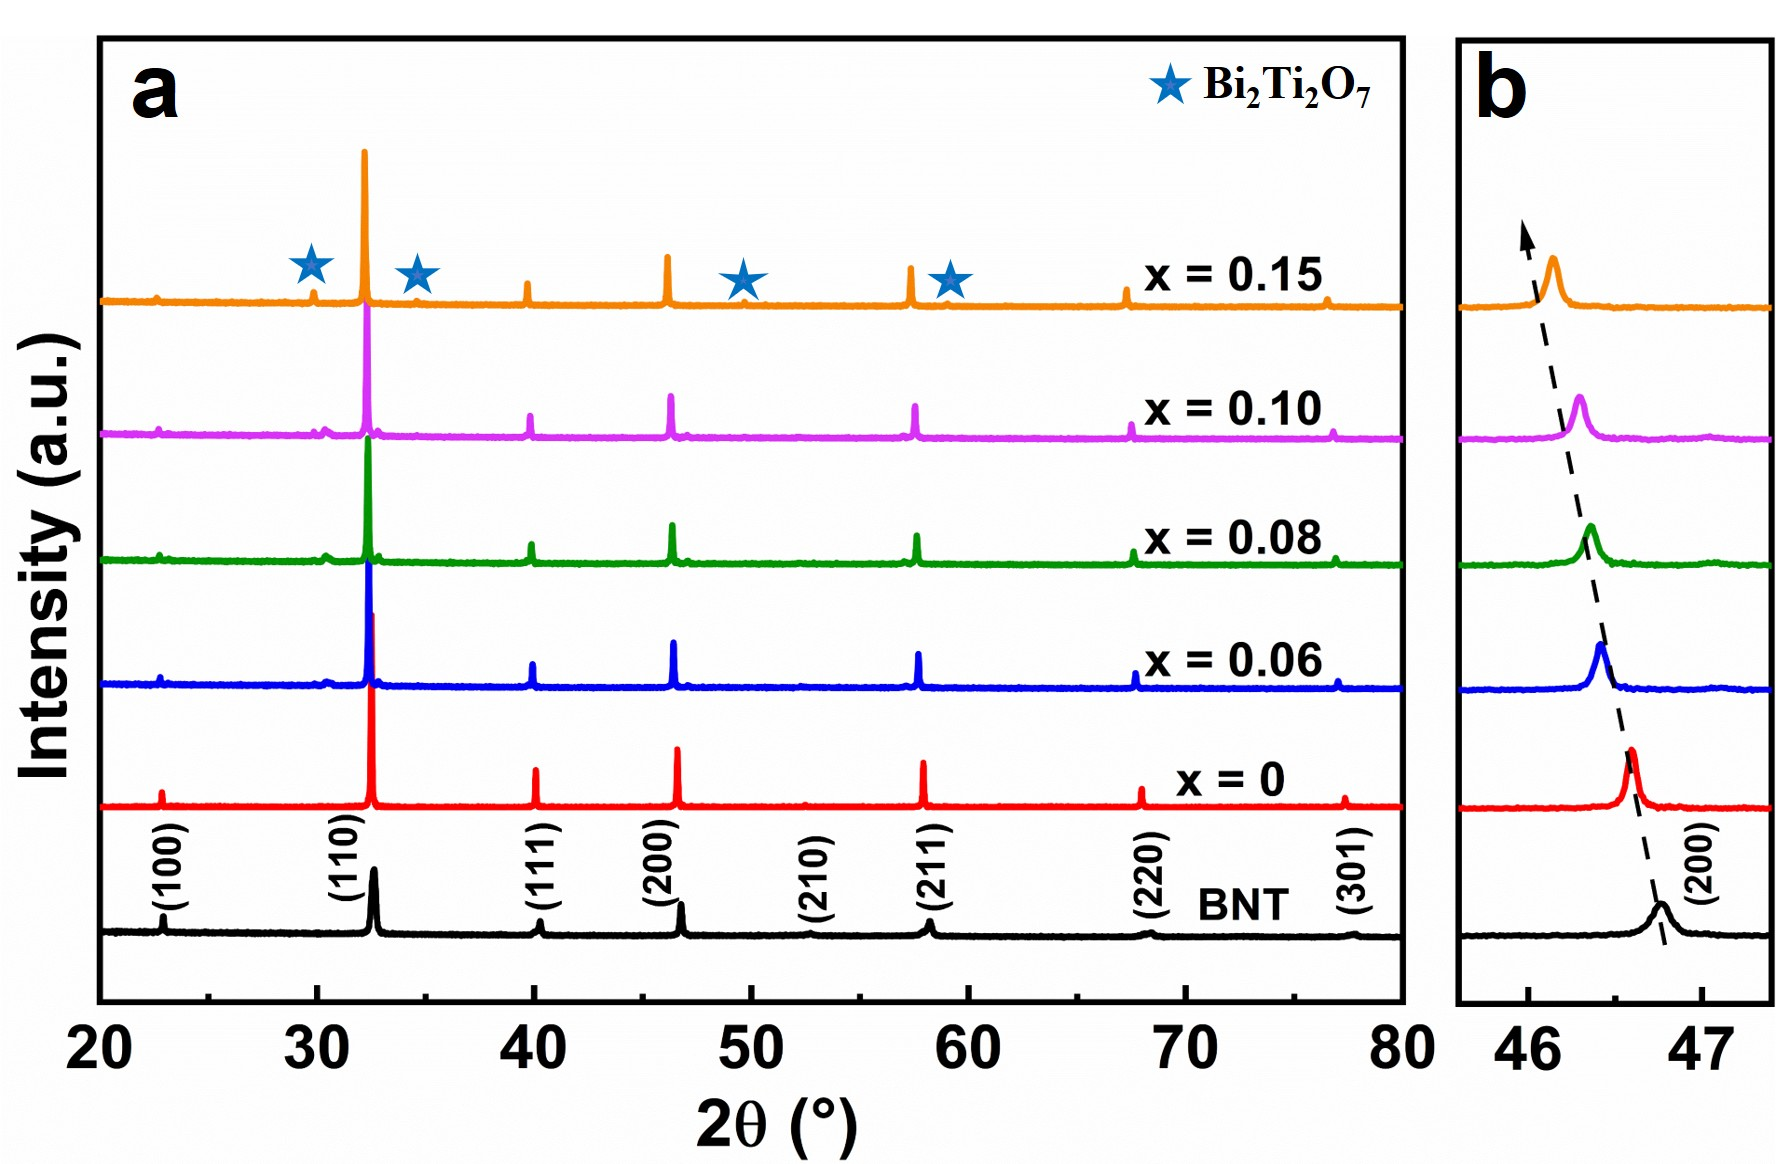 a
★ Bi₂Ti₂O₇
b
x = 0.15
x = 0.10
x = 0.08
x = 0.06
x = 0
(100)
(110)
(111)
(200)
(210)
(211)
(220)
(301)
BNT
(200)
Intensity (a.u.)
20 30 40 50 60 70 80
46 47
2θ (°)